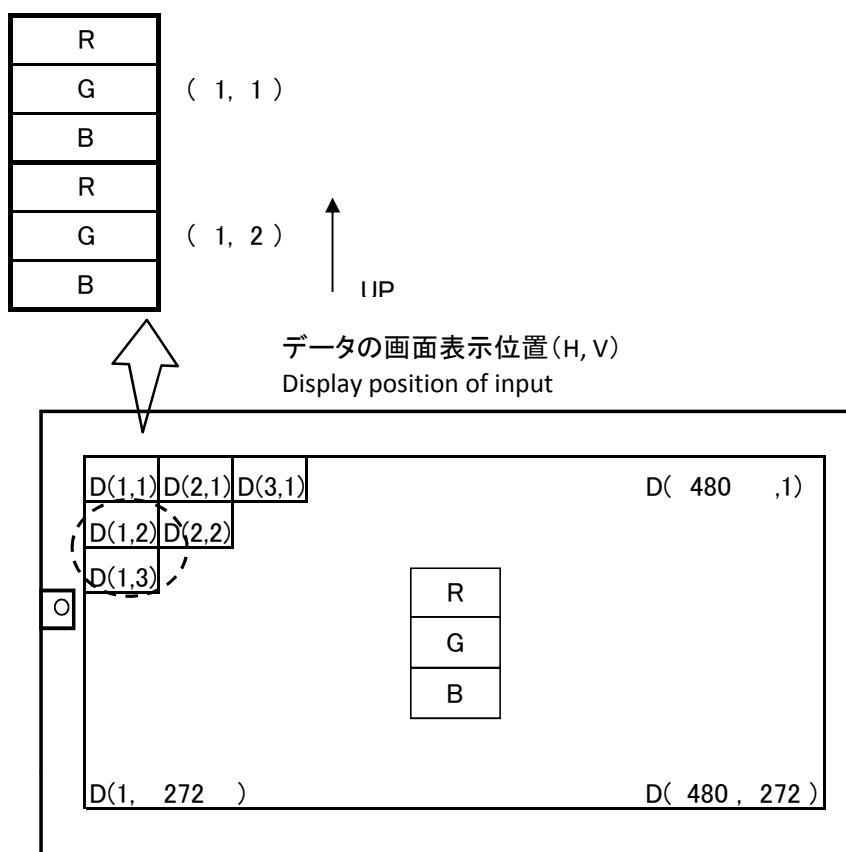 R
G ( 1, 1 )
B
R
G ( 1, 2 )
B
UP
データの画面表示位置(H, V)
Display position of input
D(1,1) D(2,1) D(3,1) D( 480 ,1)
D(1,2) D(2,2)
D(1,3)
R
G
B
D(1, 272 ) D( 480 , 272 )